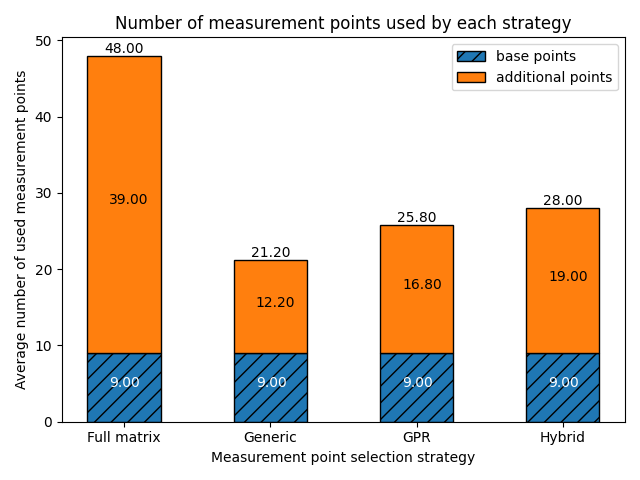 Number of measurement points used by each strategy
Average number of used measurement points
50
40
30
20
10
0
base points
additional points
48.00
39.00
9.00
21.20
12.20
9.00
25.80
16.80
9.00
28.00
19.00
9.00
Full matrix
Generic
GPR
Hybrid
Measurement point selection strategy